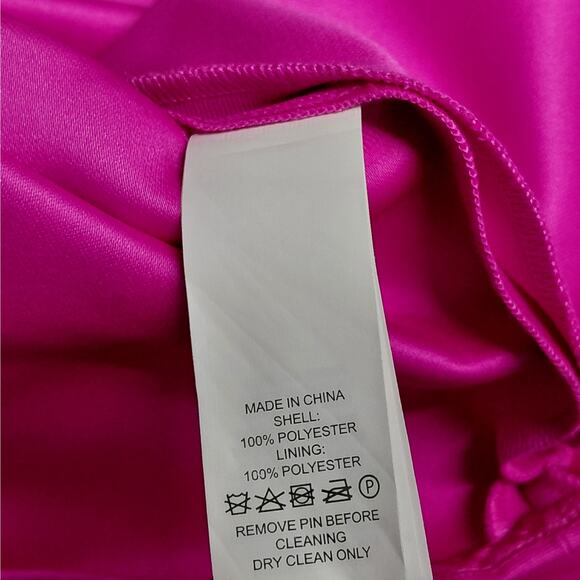 MADE IN CHINA
SHELL:
100% POLYESTER
LINING:
100% POLYESTER
P
REMOVE PIN BEFORE
CLEANING
DRY CLEAN ONLY